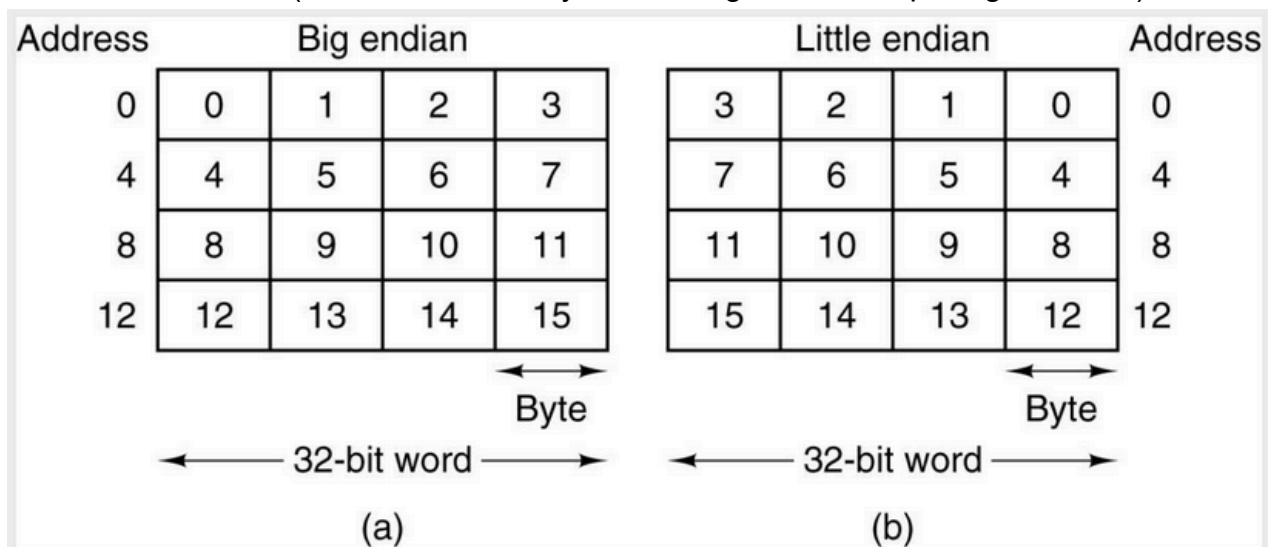 Address Big endian Little endian Address
0 0 1 2 3 3 2 1 0 0
4 4 5 6 7 7 6 5 4 4
8 8 9 10 11 11 10 9 8 8
12 12 13 14 15 15 14 13 12 12
Byte Byte
32-bit word 32-bit word
(a) (b)